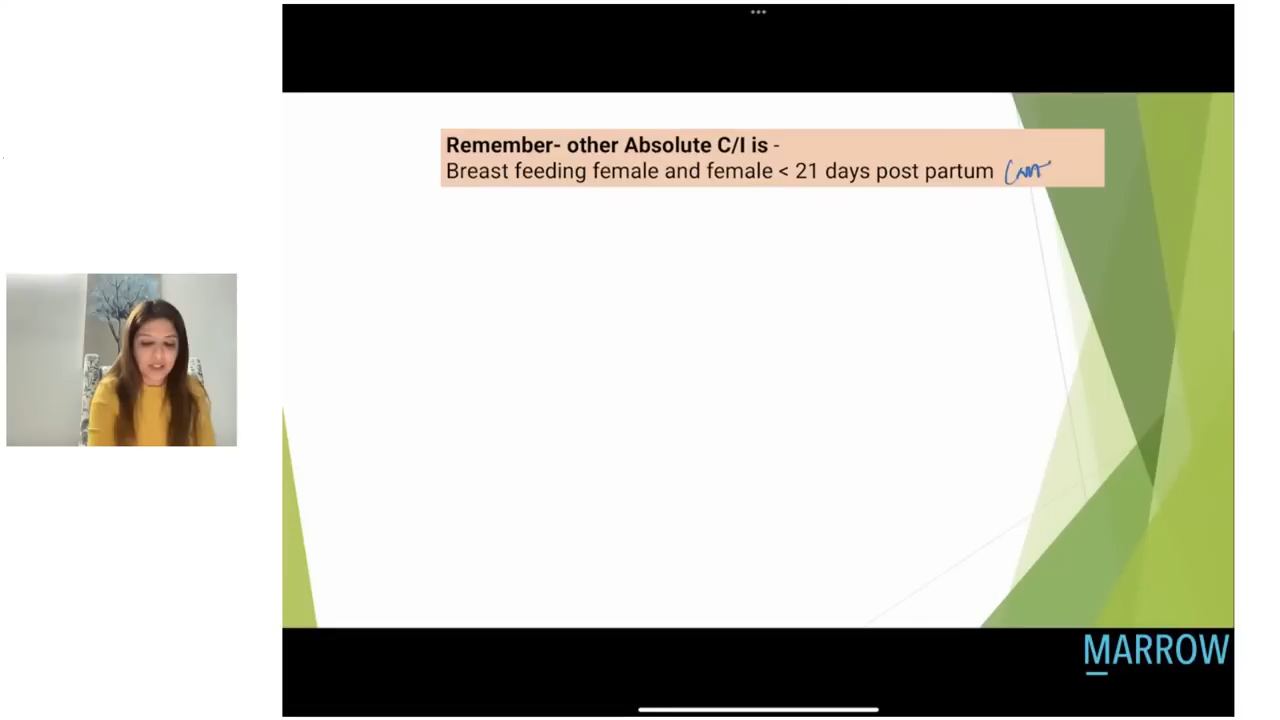 Remember- other Absolute C/I is -
Breast feeding female and female < 21 days post partum
MARROW